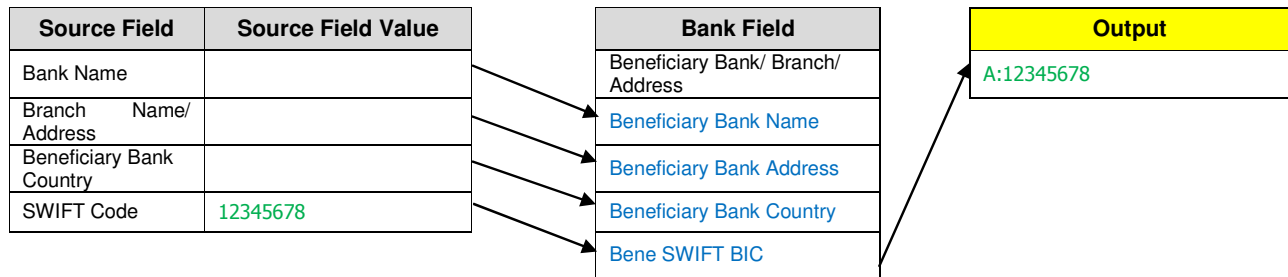 Source Field Source Field Value
Bank Name
Branch Name/
Address
Beneficiary Bank
Country
SWIFT Code 12345678
Bank Field
Beneficiary Bank/ Branch/
Address
Beneficiary Bank Name
Beneficiary Bank Address
Beneficiary Bank Country
Bene SWIFT BIC
Output
A:12345678